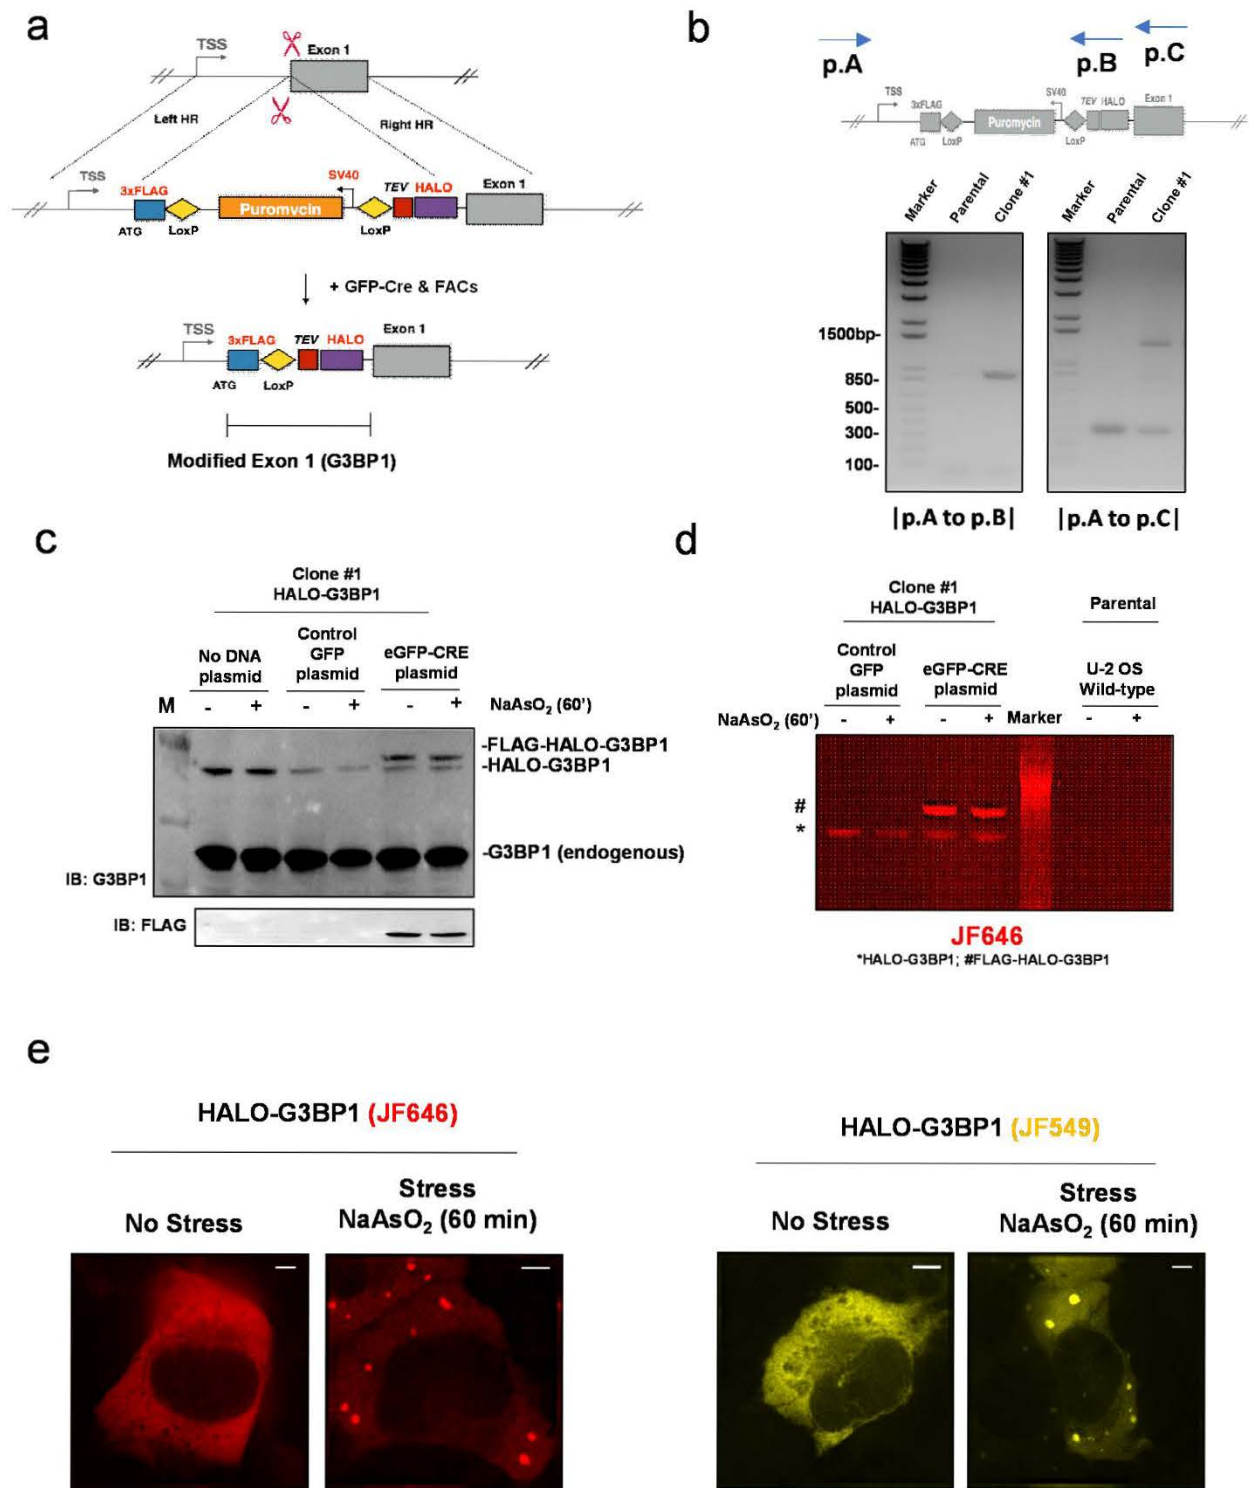 a
TSS
Exon 1
Left HR
Right HR
TSS
3xFLAG
SV40
TEV
HALO
Exon 1
Puromycin
ATG
LoxP
LoxP
+ GFP-Cre & FACs
TSS
3xFLAG
TEV
HALO
Exon 1
ATG
LoxP
Modified Exon 1 (G3BP1)
b
p.A
p.B
p.C
TSS
3xFLAG
SV40
TEV
HALO
Exon 1
Puromycin
ATG
LoxP
LoxP
Marker
Parental
Clone #1
Marker
Parental
Clone #1
1500bp-
850-
500-
300-
100-
|p.A to p.B|
|p.A to p.C|
c
Clone #1
HALO-G3BP1
No DNA
plasmid
Control
GFP
plasmid
eGFP-CRE
plasmid
M - + - + - + NaAsO₂ (60')
-FLAG-HALO-G3BP1
-HALO-G3BP1
-G3BP1 (endogenous)
IB: G3BP1
IB: FLAG
d
Clone #1
HALO-G3BP1
Parental
Control
GFP
plasmid
eGFP-CRE
plasmid
U-2 OS
Wild-type
NaAsO₂ (60') - + - + Marker - +
#
*
JF646
*HALO-G3BP1; #FLAG-HALO-G3BP1
e
HALO-G3BP1 (JF646)
No Stress
Stress
NaAsO₂ (60 min)
HALO-G3BP1 (JF549)
No Stress
Stress
NaAsO₂ (60 min)